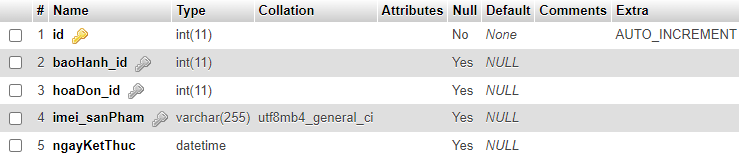 # Name Type Collation Attributes Null Default Comments Extra
1 id int(11) No None AUTO_INCREMENT
2 baoHanh_id int(11) Yes NULL
3 hoaDon_id int(11) Yes NULL
4 imei_sanPham varchar(255) utf8mb4_general_ci Yes NULL
5 ngayKetThuc datetime Yes NULL